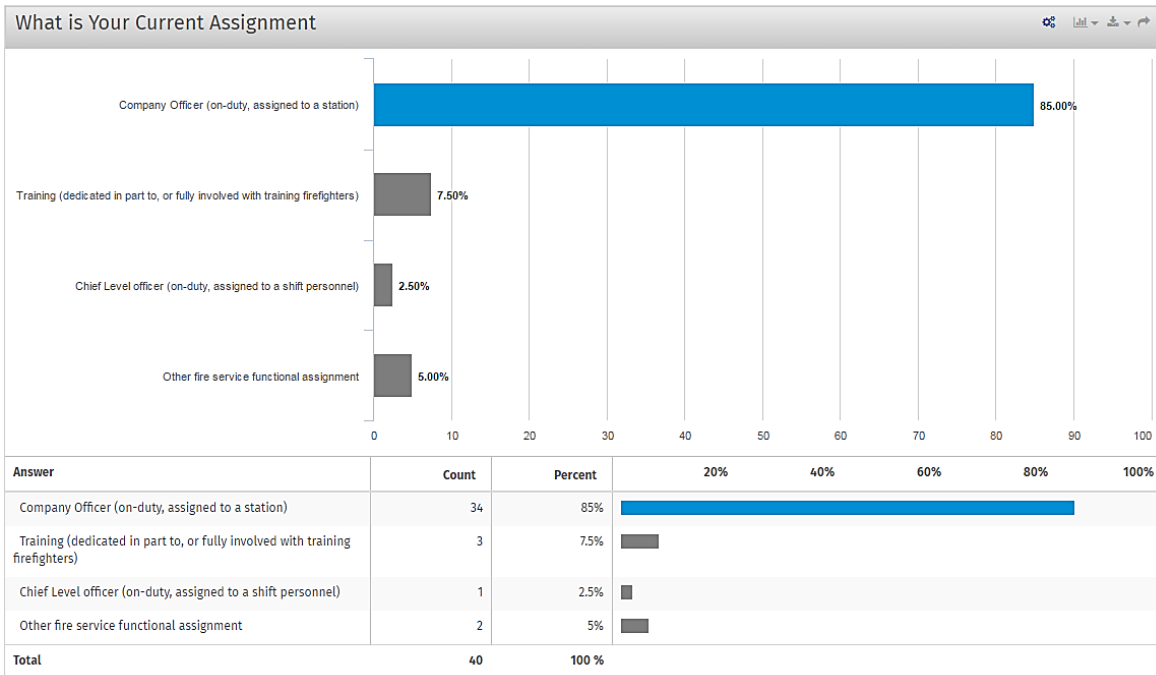 What is Your Current Assignment
Company Officer (on-duty, assigned to a station)
85.00%
Training (dedicated in part to, or fully involved with training firefighters)
7.50%
Chief Level officer (on-duty, assigned to a shift personnel)
2.50%
Other fire service functional assignment
5.00%
0 10 20 30 40 50 60 70 80 90 100
Answer Count Percent 20% 40% 60% 80% 100%
Company Officer (on-duty, assigned to a station) 34 85%
Training (dedicated in part to, or fully involved with training 3 7.5%
firefighters)
Chief Level officer (on-duty, assigned to a shift personnel) 1 2.5%
Other fire service functional assignment 2 5%
Total 40 100 %